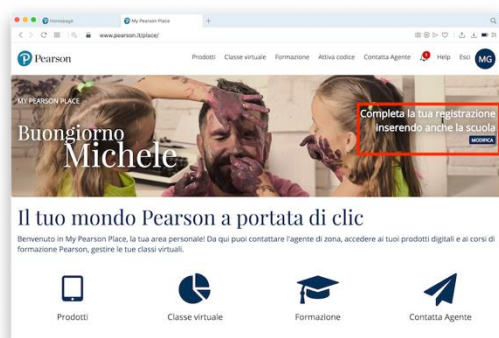 Homepage
My Pearson Place
www.pearson.it/place/
Pearson
Prodotti Classe virtuale Formazione Attiva codice Contatta Agente Help Esci MG
MY PEARSON PLACE
Buongiorno
Michele
Completa la tua registrazione
inserendo anche la scuola
MODIFICA
Il tuo mondo Pearson a portata di clic
Benvenuto in My Pearson Place, la tua area personale! Da qui puoi contattare l'agente di zona, accedere ai tuoi prodotti digitali e ai corsi di
formazione Pearson, gestire le tue classi virtuali.
Prodotti Classe virtuale Formazione Contatta Agente